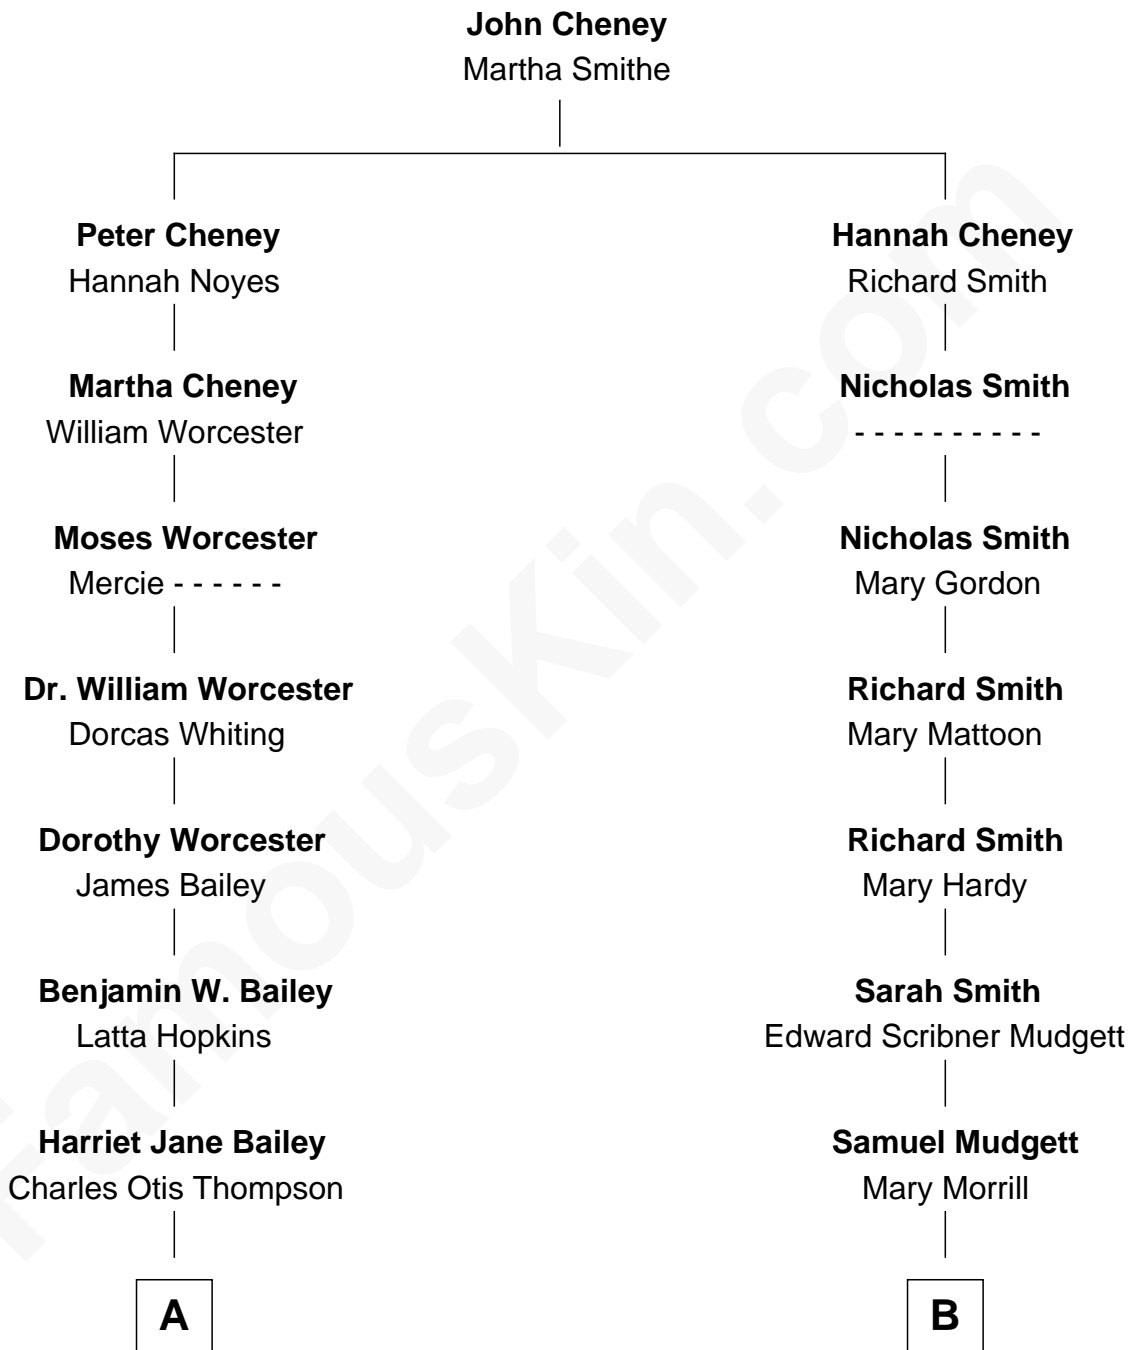 John Cheney
Martha Smithe
Peter Cheney
Hannah Noyes
Hannah Cheney
Richard Smith
Martha Cheney
William Worcester
Nicholas Smith
- - - - - - - - - -
Moses Worcester
Mercie - - - - - -
Nicholas Smith
Mary Gordon
Dr. William Worcester
Dorcas Whiting
Richard Smith
Mary Mattoon
Dorothy Worcester
James Bailey
Richard Smith
Mary Hardy
Benjamin W. Bailey
Latta Hopkins
Sarah Smith
Edward Scribner Mudgett
Harriet Jane Bailey
Charles Otis Thompson
Samuel Mudgett
Mary Morrill
A
B
FamousKin.com